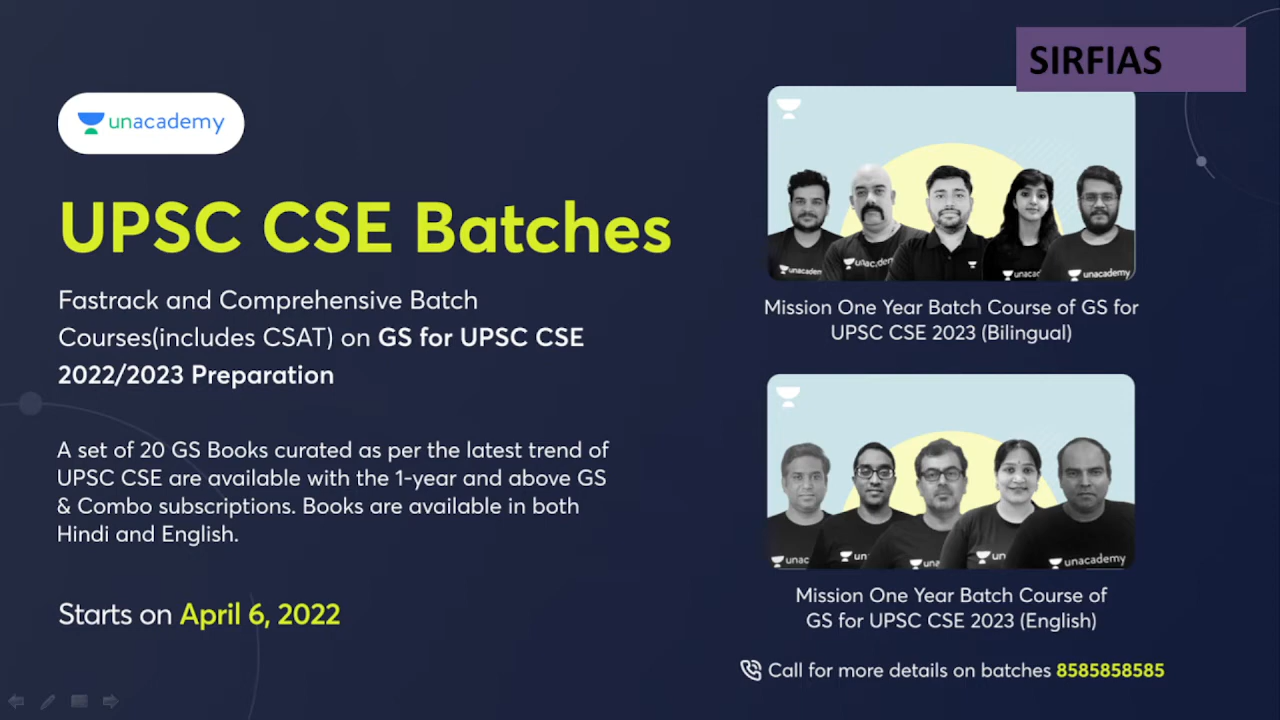 SIRFIAS
unacademy
UPSC CSE Batches
Fastrack and Comprehensive Batch
Courses(includes CSAT) on GS for UPSC CSE
2022/2023 Preparation
A set of 20 GS Books curated as per the latest trend of
UPSC CSE are available with the 1-year and above GS
& Combo subscriptions. Books are available in both
Hindi and English.
Starts on April 6, 2022
unacademy
Mission One Year Batch Course of GS for
UPSC CSE 2023 (Bilingual)
unacademy
Mission One Year Batch Course of
GS for UPSC CSE 2023 (English)
Call for more details on batches 8585858585